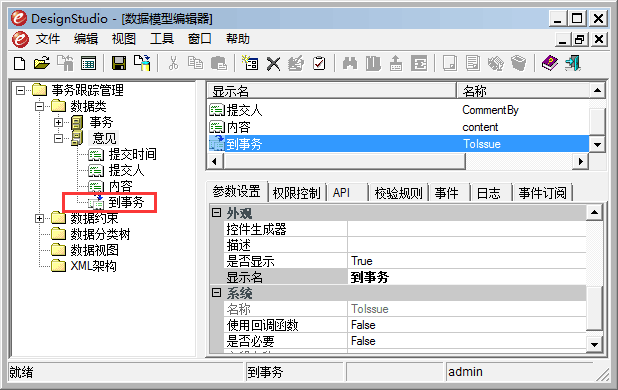 DesignStudio - [数据模型编辑器]
文件 编辑 视图 工具 窗口 帮助
事务跟踪管理
数据类
事务
意见
提交时间
提交人
内容
到事务
数据约束
数据分类树
数据视图
XML架构
显示名 名称
提交人 CommentBy
内容 content
到事务 ToIssue
参数设置 权限控制 API 校验规则 事件 日志 事件订阅
外观
控件生成器
描述
是否显示 True
显示名 到事务
系统
名称 ToIssue
使用回调函数 False
是否必要 False
就绪 到事务 admin